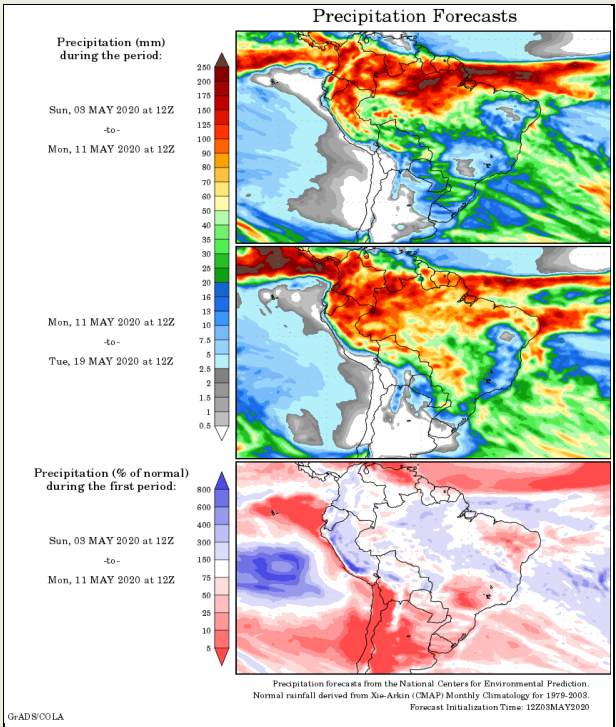 Precipitation Forecasts
Precipitation (mm)
during the period:
Sun, 03 MAY 2020 at 12Z
-to-
Mon, 11 MAY 2020 at 12Z
250
200
175
150
125
100
90
80
70
60
50
40
35
30
25
20
16
13
10
7.5
5
2.5
2
1.5
1
0.5
Mon, 11 MAY 2020 at 12Z
-to-
Tue, 19 MAY 2020 at 12Z
Precipitation (% of normal)
during the first period:
Sun, 03 MAY 2020 at 12Z
-to-
Mon, 11 MAY 2020 at 12Z
800
600
400
300
150
75
50
25
10
5
Precipitation forecasts from the National Centers for Environmental Prediction.
Normal rainfall derived from Xie-Arkin (CMAP) Monthly Climatology for 1979-2003.
Forecast Initialization Time: 12Z03MAY2020
GrADS/COLA